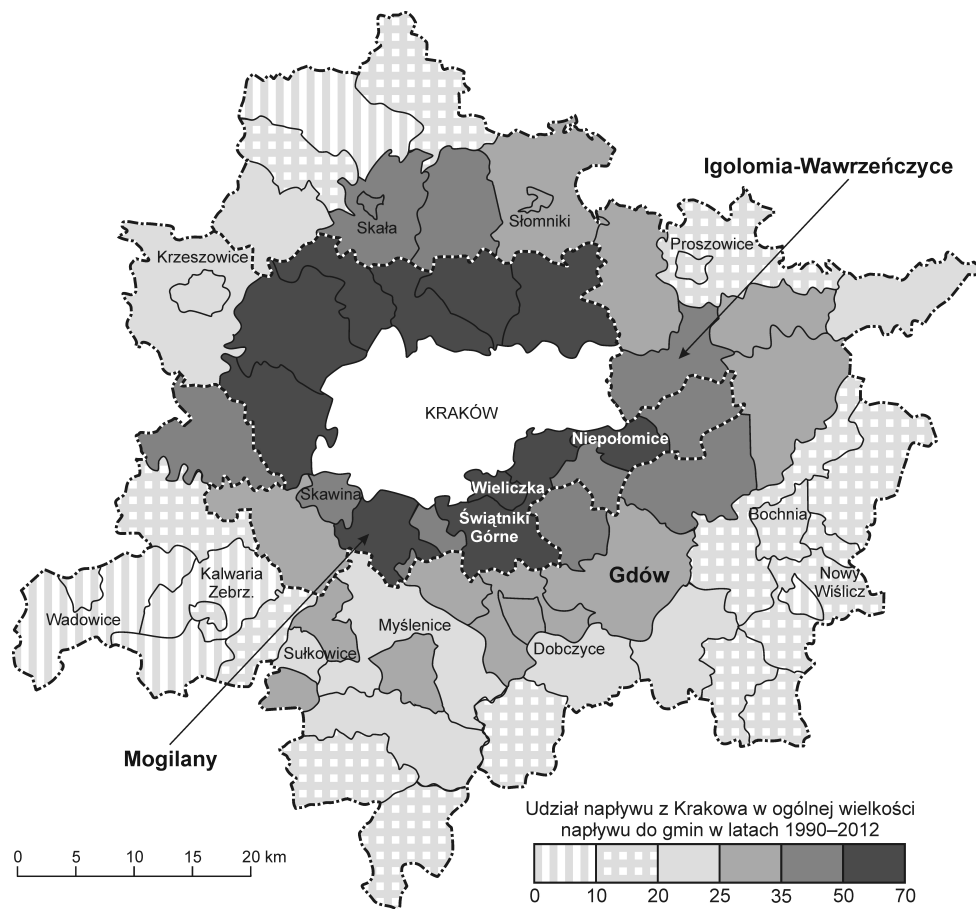 Igolomia-Wawrzeńczyce
Skała
Słomniki
Proszowice
Krzeszowice
KRAKÓW
Niepołomice
Wieliczka
Skawina
Świątniki
Górne
Bochnia
Gdów
Kalwaria
Zebrz.
Nowy
Wiślicz
Wadowice
Myślenice
Sułkowice
Dobczyce
Mogilany
Udział napływu z Krakowa w ogólnej wielkości
napływu do gmin w latach 1990–2012
0 5 10 15 20 km
0 10 20 25 35 50 70